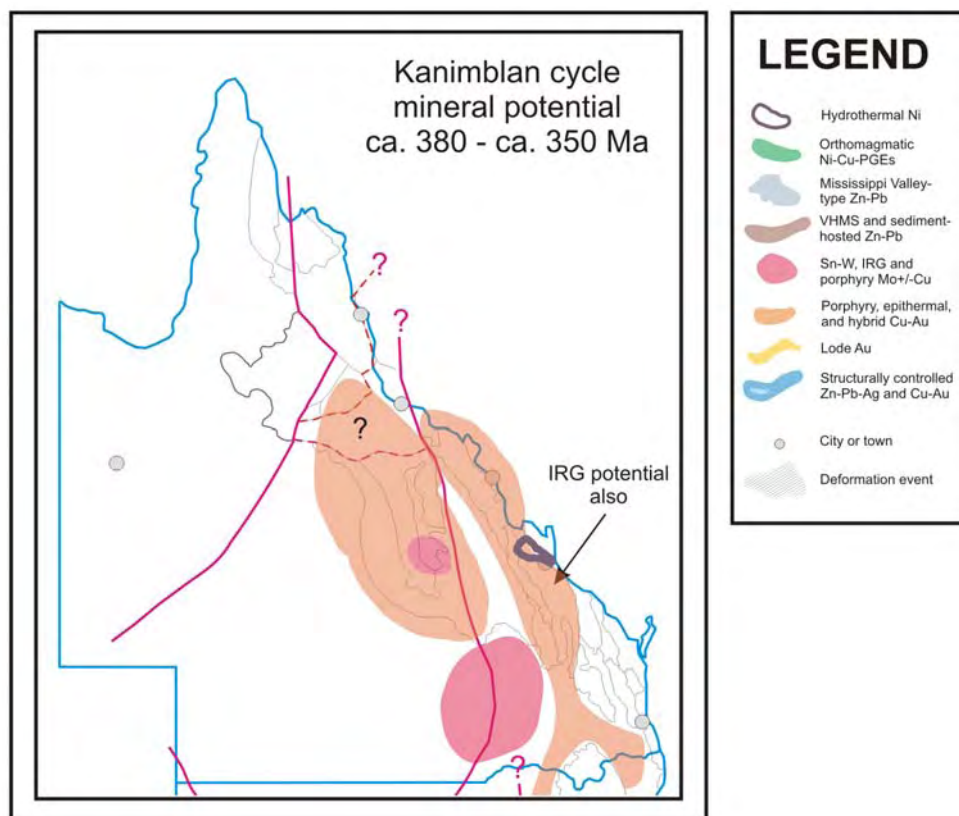 Kanimblan cycle
mineral potential
ca. 380 - ca. 350 Ma
?
?
?
IRG potential
also
?
LEGEND
Hydrothermal Ni
Orthomagmatic
Ni-Cu-PGEs
Mississippi Valley-
type Zn-Pb
VHMS and sediment-
hosted Zn-Pb
Sn-W, IRG and
porphyry Mo+/-Cu
Porphyry, epithermal,
and hybrid Cu-Au
Lode Au
Structurally controlled
Zn-Pb-Ag and Cu-Au
City or town
Deformation event